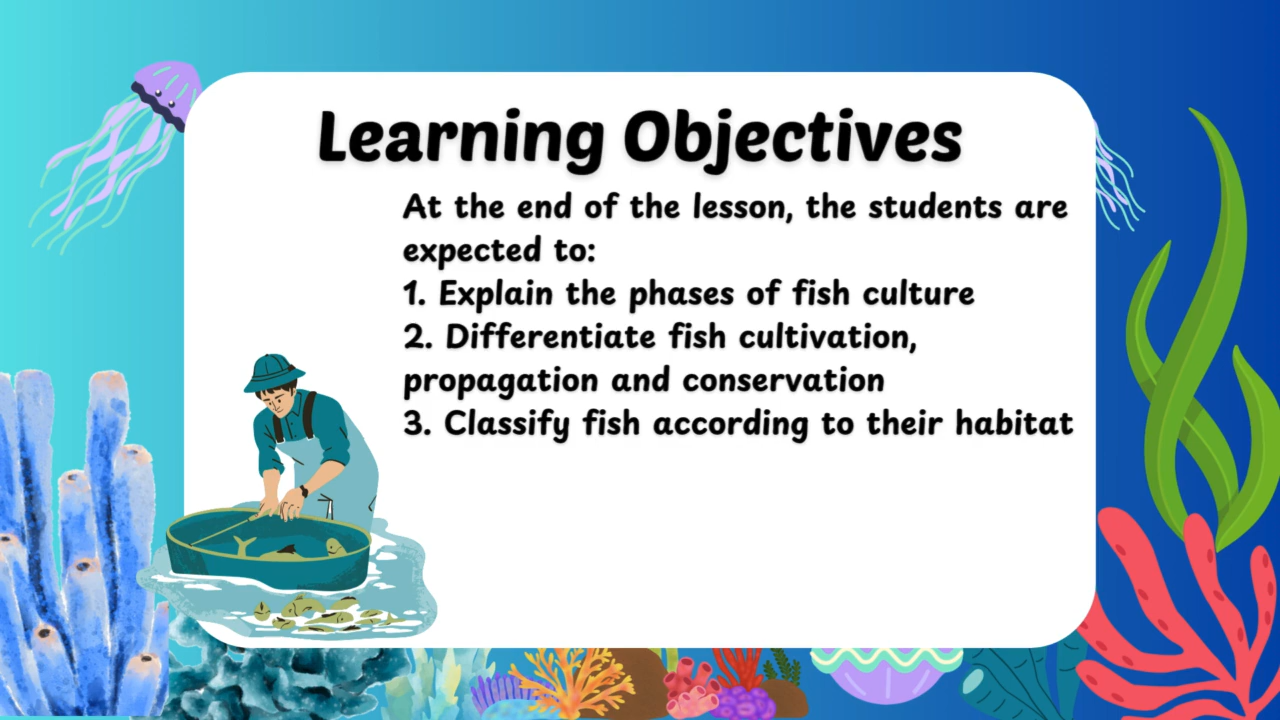 Learning Objectives
At the end of the lesson, the students are
expected to:
1. Explain the phases of fish culture
2. Differentiate fish cultivation,
propagation and conservation
3. Classify fish according to their habitat